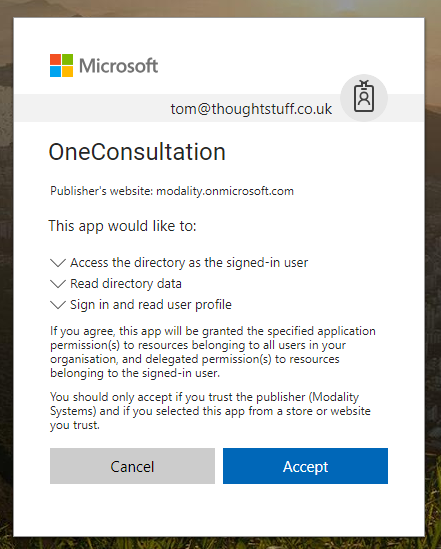 Microsoft
tom@thoughtstuff.co.uk
OneConsultation
Publisher's website: modality.onmicrosoft.com
This app would like to:
Access the directory as the signed-in user
Read directory data
Sign in and read user profile
If you agree, this app will be granted the specified application
permission(s) to resources belonging to all users in your
organisation, and delegated permission(s) to resources
belonging to the signed-in user.
You should only accept if you trust the publisher (Modality
Systems) and if you selected this app from a store or website
you trust.
Cancel
Accept